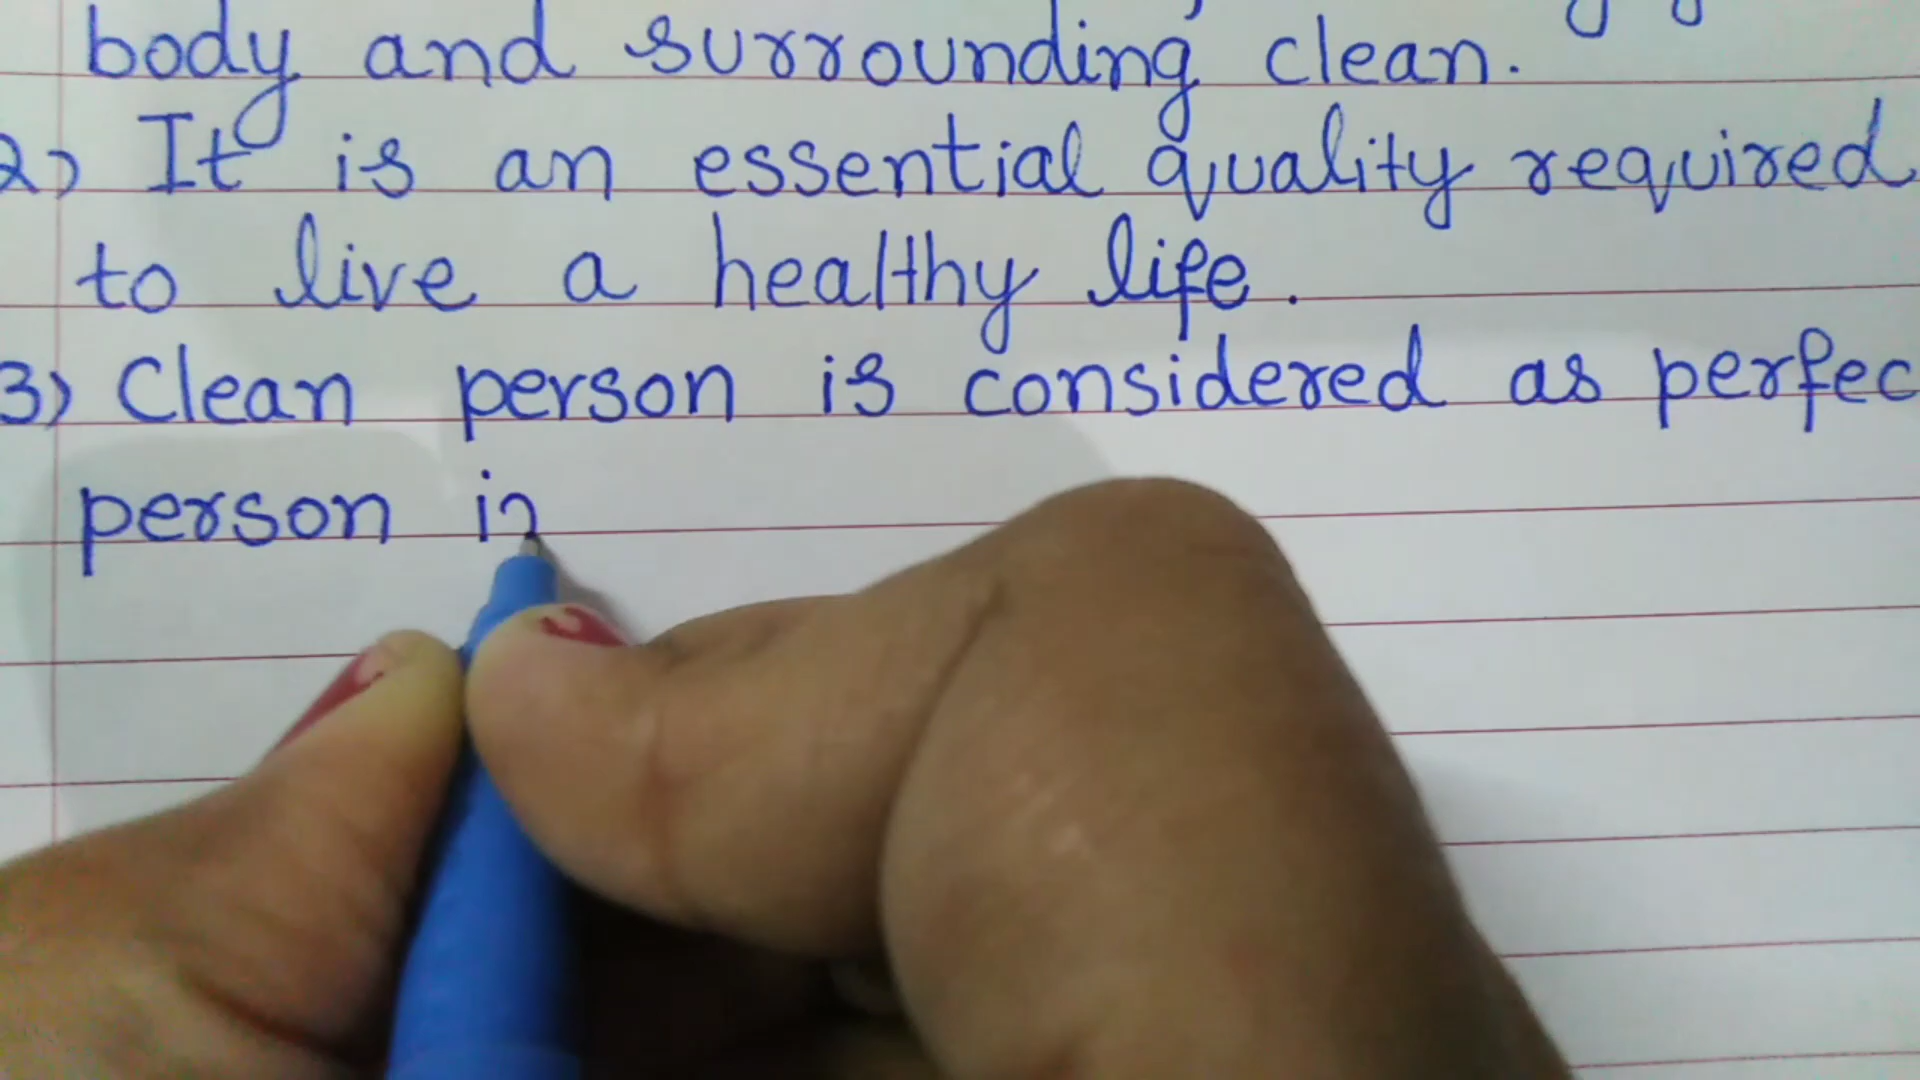 body and surrounding clean.
2) It is an essential quality required
to live a healthy life.
3) Clean person is considered as perfec
person in